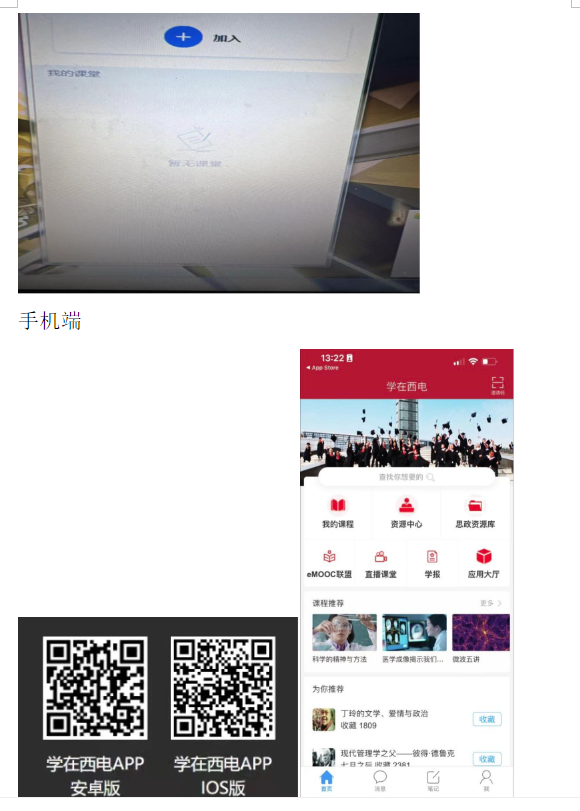 加入
我的课堂
暂无课堂
手机端
13:22
App Store
学在西电
邀请码
查找你想要的
我的课程
资源中心
思政资源库
eMOOC联盟
直播课堂
学报
应用大厅
课程推荐
更多
科学的精神与方法
医学成像揭示我们...
微波五讲
为你推荐
丁玲的文学、爱情与政治
收藏 1809
收藏
现代管理学之父——彼得·德鲁克
七月之后 收藏 2381
收藏
首页
消息
笔记
我
学在西电APP
安卓版
学在西电APP
IOS版